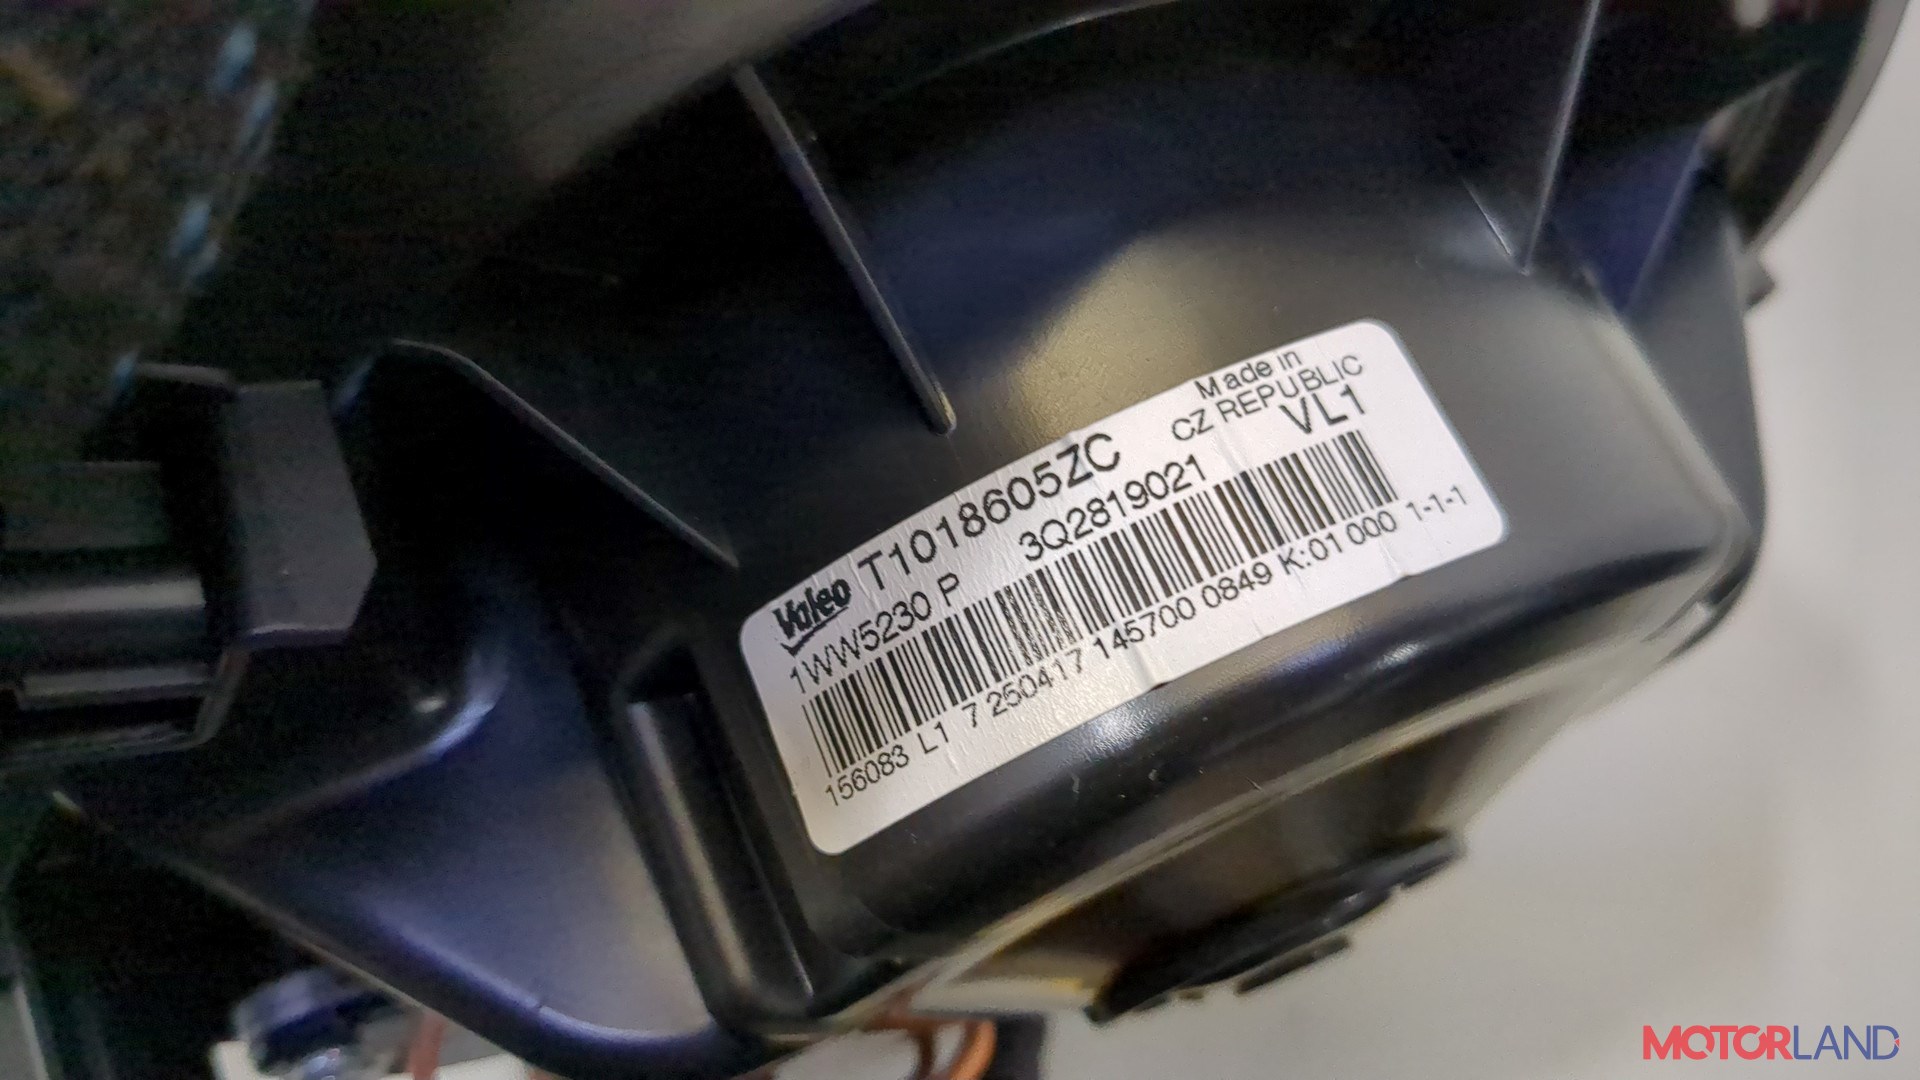 Made in
CZ REPUBLIC
Valeo T1018605ZC VL1
1WW5230 P 3Q2819021
156083 L1 7 250417 145700 0849 K:01 000 1-1-1
MOTORLAND